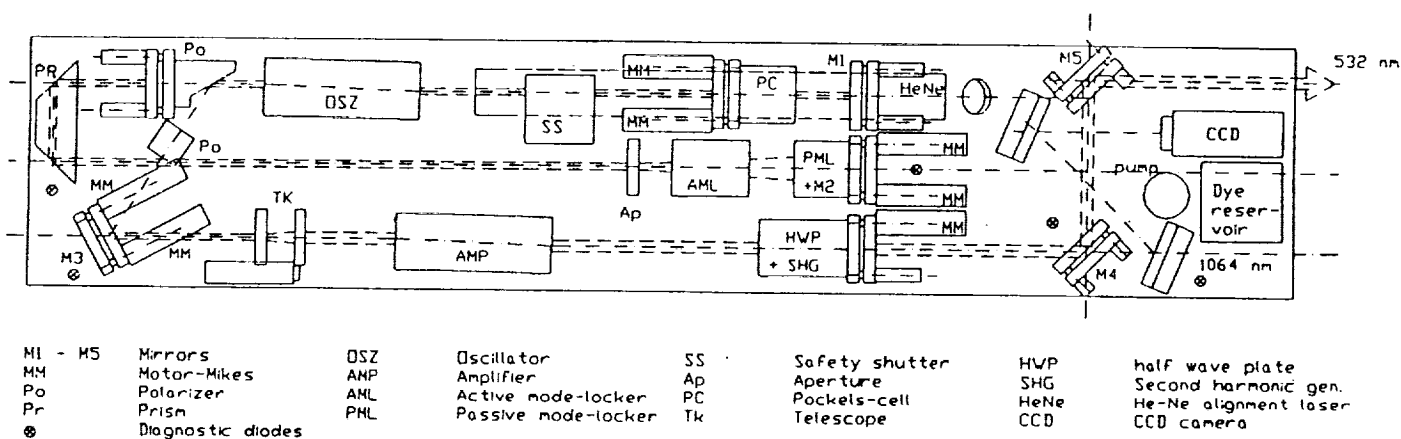 Po
M5
532 nm
PR
MM
M1
OSZ
PC
HeNe
SS
CCD
MM
Po
PML
+M2
MM
AML
pump
Dye
reser-
voir
MM
TK
Ap
MM
MM
HWP
+ SHG
M3
MM
AMP
M4
1064 nm
M1 - M5 Mirrors OSZ Oscillator SS Safety shutter HWP half wave plate
MM Motor-Mikes AMP Amplifier Ap Aperture SHG Second harmonic gen.
Po Polarizer AML Active mode-locker PC Pockels-cell HeNe He-Ne alignment laser
Pr Prism PML Passive mode-locker Tk Telescope CCD CCD camera
⊗ Diagnostic diodes